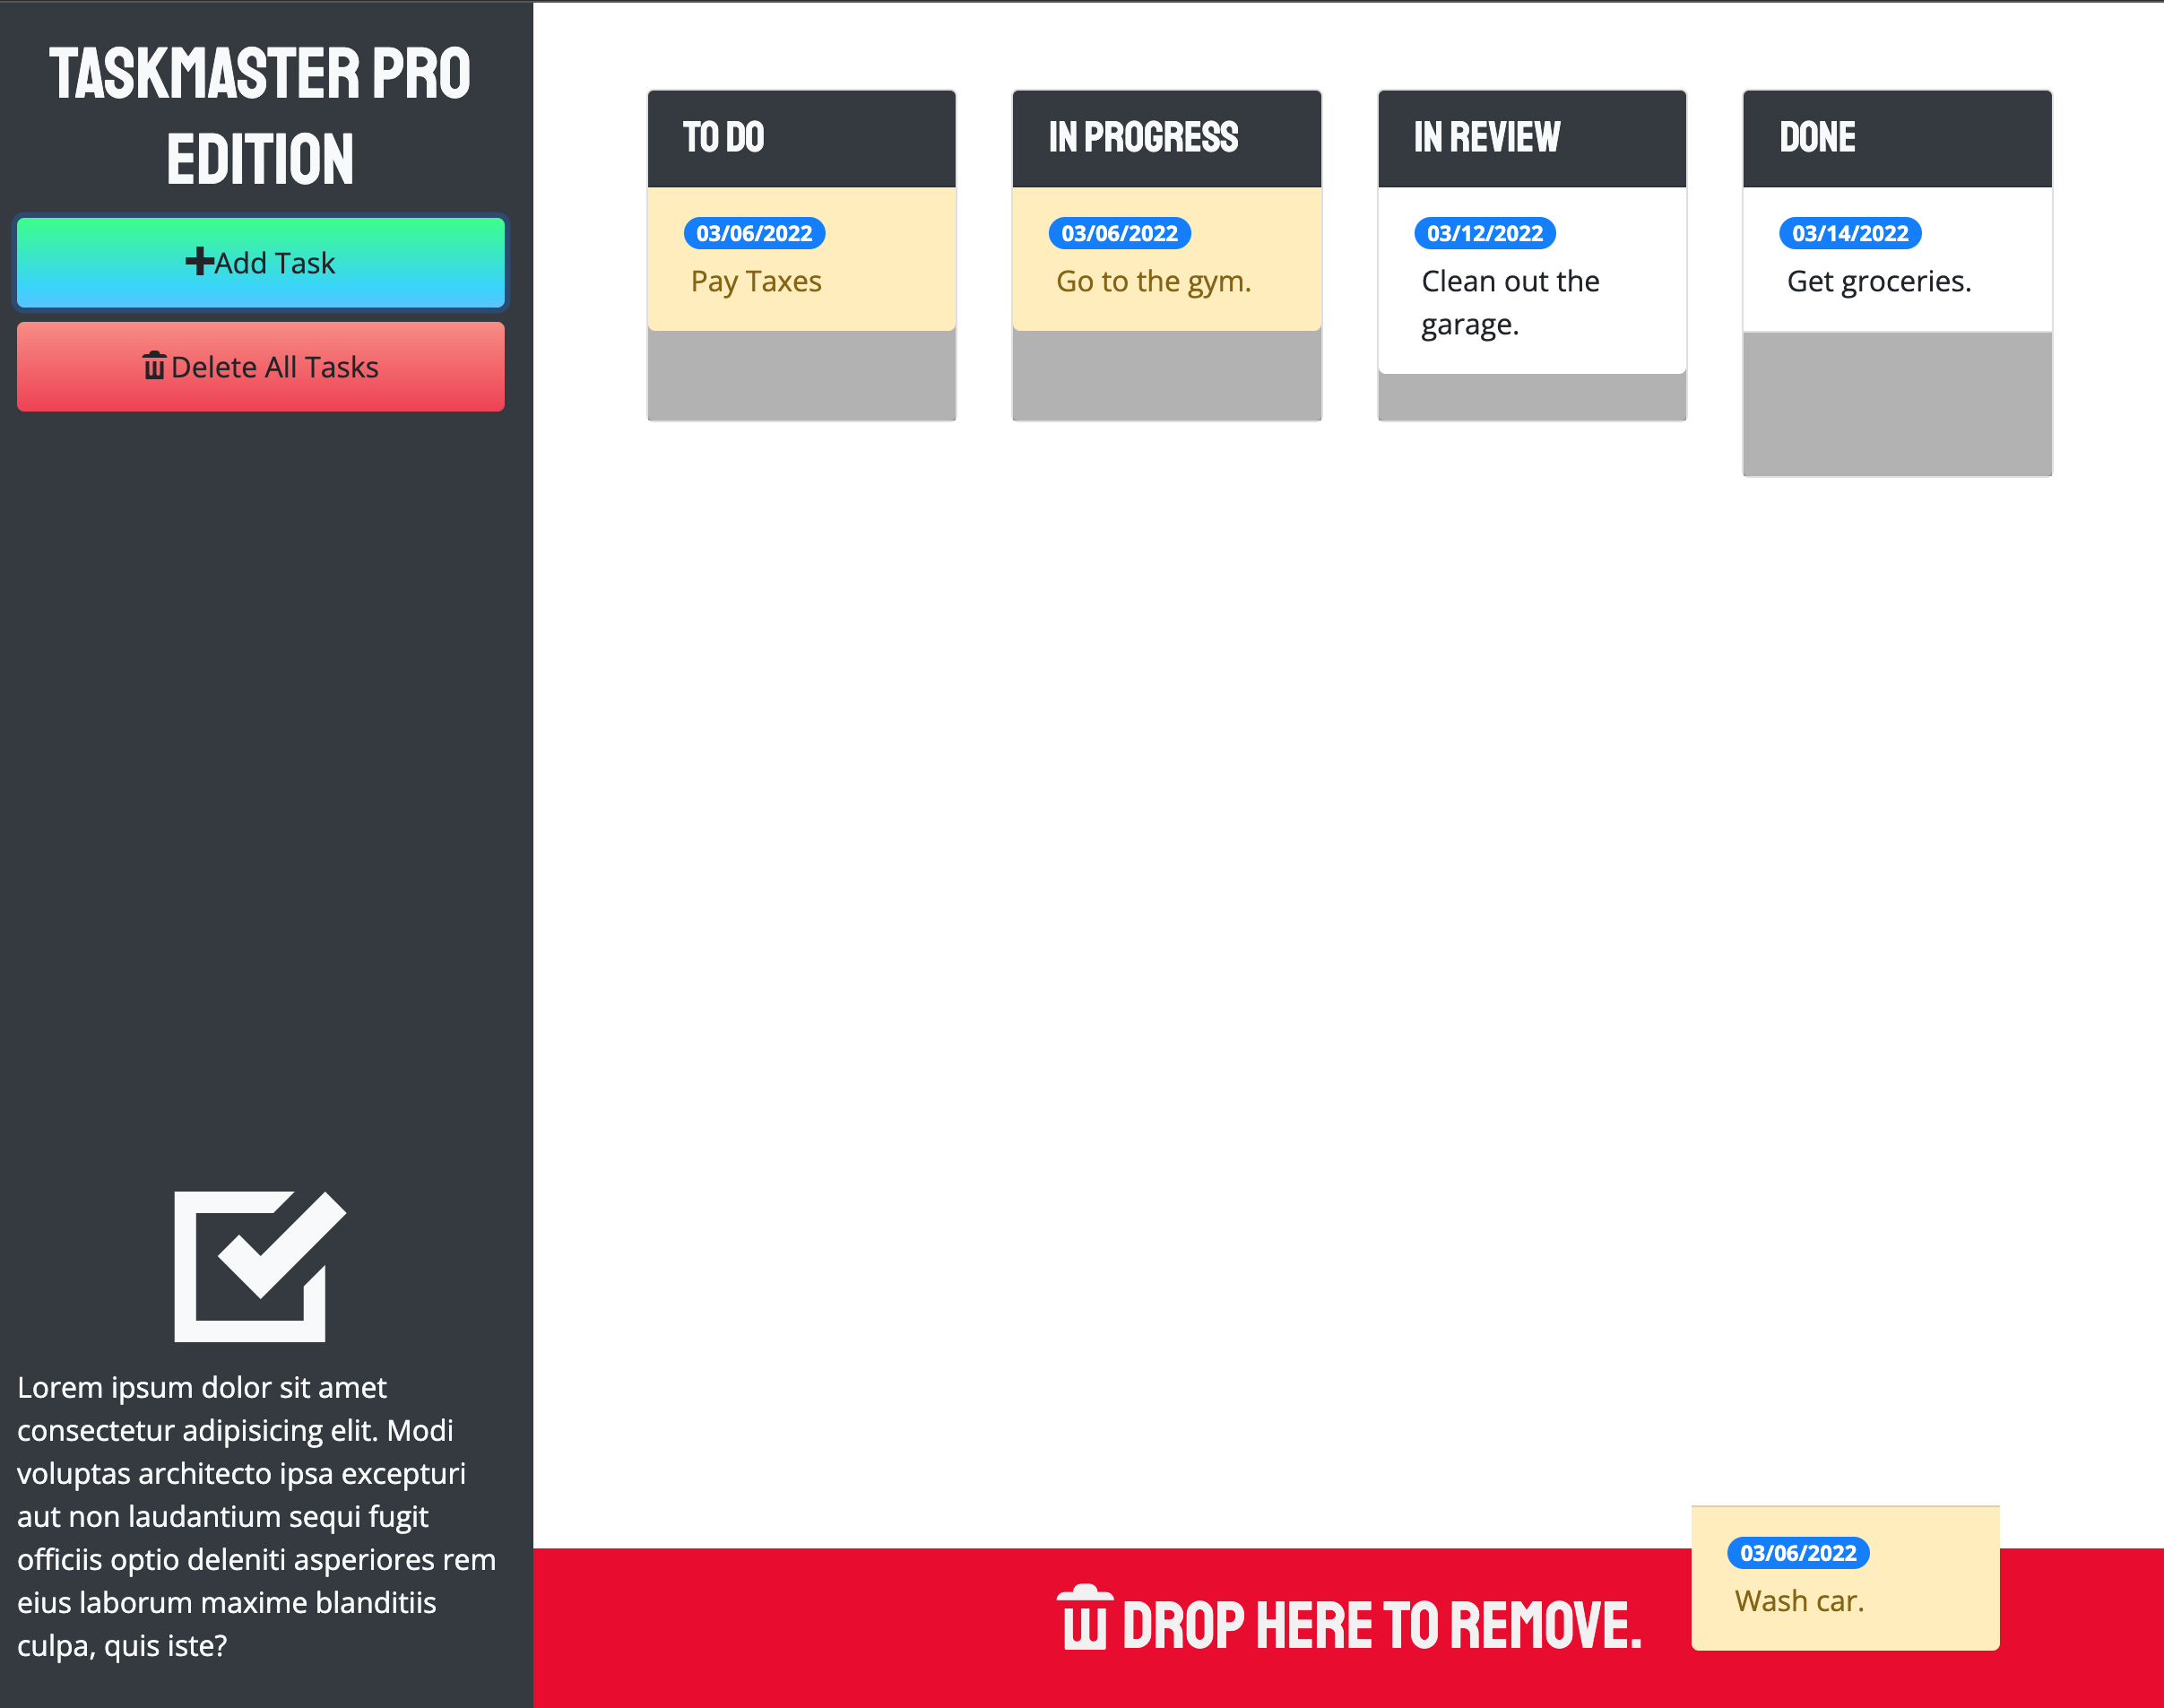 TASKMASTER PRO
EDITION
Add Task
Delete All Tasks
Lorem ipsum dolor sit amet
consectetur adipisicing elit. Modi
voluptas architecto ipsa excepturi
aut non laudantium sequi fugit
officiis optio deleniti asperiores rem
eius laborum maxime blanditiis
culpa, quis iste?
TO DO
03/06/2022
Pay Taxes
IN PROGRESS
03/06/2022
Go to the gym.
IN REVIEW
03/12/2022
Clean out the
garage.
DONE
03/14/2022
Get groceries.
DROP HERE TO REMOVE.
03/06/2022
Wash car.